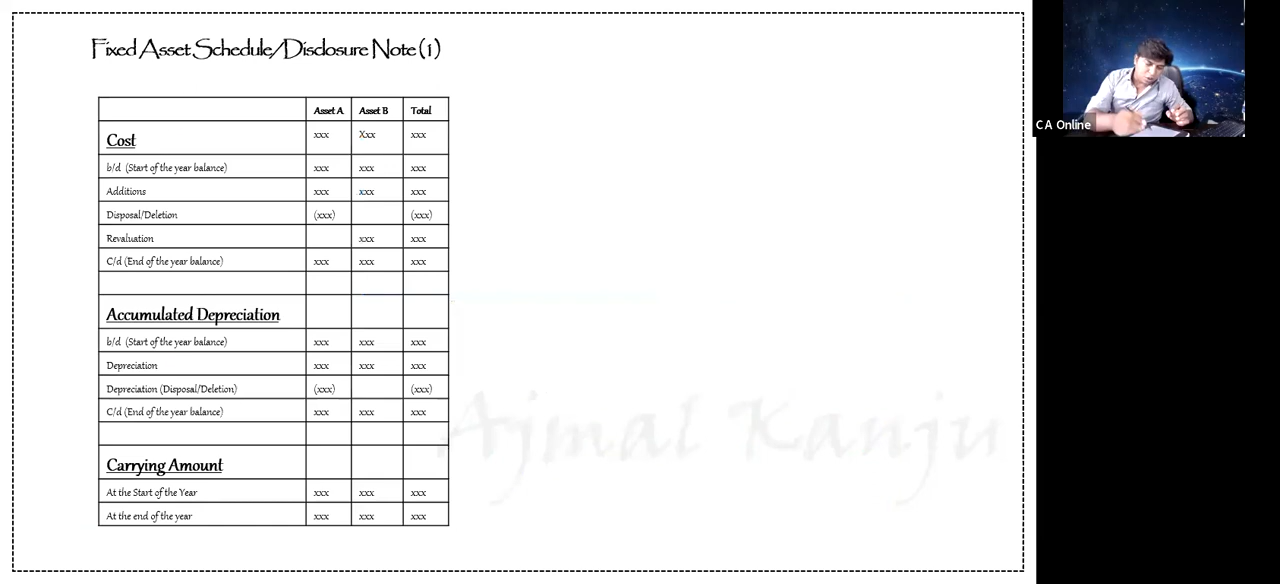 Fixed Asset Schedule/Disclosure Note (1)
Asset A Asset B Total
Cost xxx Xxx xxx
b/d (Start of the year balance) xxx xxx xxx
Additions xxx xxx xxx
Disposal/Deletion (xxx) (xxx)
Revaluation xxx xxx
C/d (End of the year balance) xxx xxx xxx
Accumulated Depreciation
b/d (Start of the year balance) xxx xxx xxx
Depreciation xxx xxx xxx
Depreciation (Disposal/Deletion) (xxx) (xxx)
C/d (End of the year balance) xxx xxx xxx
Carrying Amount
At the Start of the Year xxx xxx xxx
At the end of the year xxx xxx xxx
Ajmal Kanju
C A Online